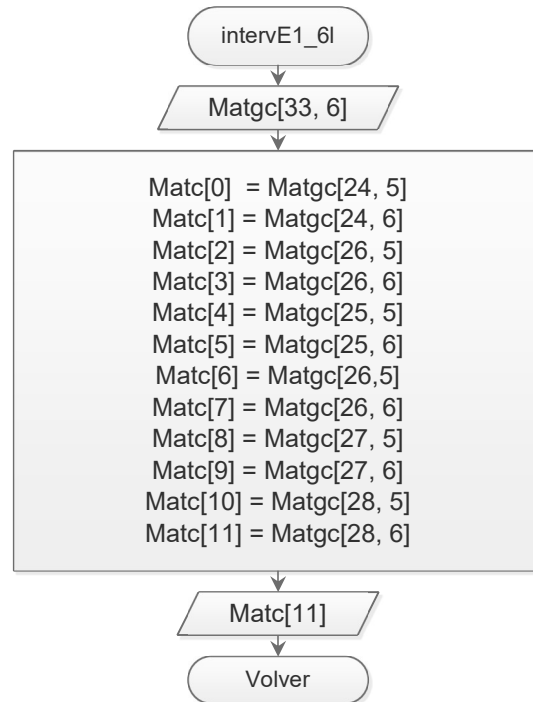 intervE1_6l
Matgc[33, 6]
Matc[0]  = Matgc[24, 5]
Matc[1] = Matgc[24, 6]
Matc[2] = Matgc[26, 5]
Matc[3] = Matgc[26, 6]
Matc[4] = Matgc[25, 5]
Matc[5] = Matgc[25, 6]
Matc[6] = Matgc[26,5]
Matc[7] = Matgc[26, 6]
Matc[8] = Matgc[27, 5]
Matc[9] = Matgc[27, 6]
Matc[10] = Matgc[28, 5]
Matc[11] = Matgc[28, 6]
Matc[11]
Volver